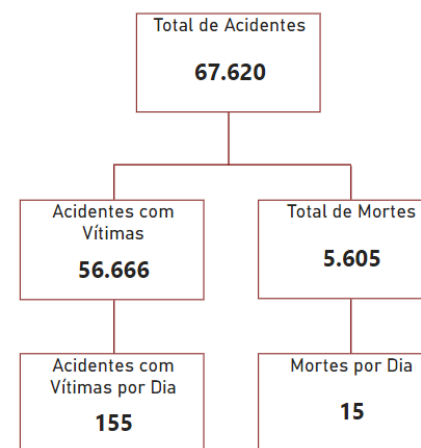 Total de Acidentes
67.620
Acidentes com
Vítimas
56.666
Total de Mortes
5.605
Acidentes com
Vítimas por Dia
155
Mortes por Dia
15